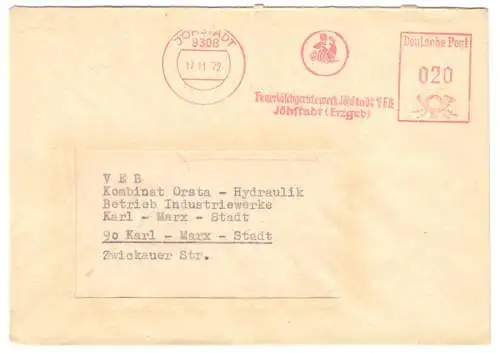 JÖHSTADT
9308
17.11.72
Deutsche Post
020
Feuerlöschgerätewerk Jöhstadt VEB
Jöhstadt (Erzgeb)
V E B
Kombinat Orsta - Hydraulik
Betrieb Industriewerke
Karl - Marx - Stadt
90 Karl - Marx - Stadt
Zwickauer Str.